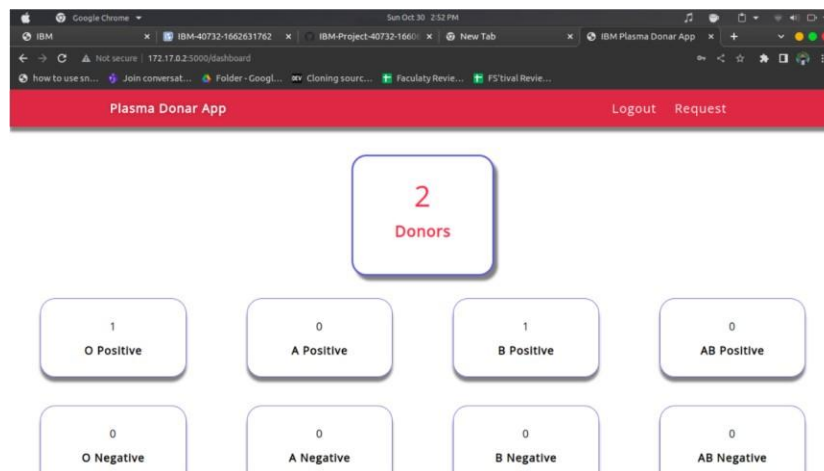 Google Chrome Sun Oct 30 2:52 PM
IBM IBM-40732-1662631762 IBM-Project-40732-1660 New Tab IBM Plasma Donar App
Not secure 172.17.0.2:5000/dashboard
how to use sn... Join conversat... Folder - Googl... DEV Cloning sourc... Faculaty Revie... FS'tival Revie...
Plasma Donar App Logout Request
2
Donors
1 0 1 0
O Positive A Positive B Positive AB Positive
0 0 0 0
O Negative A Negative B Negative AB Negative